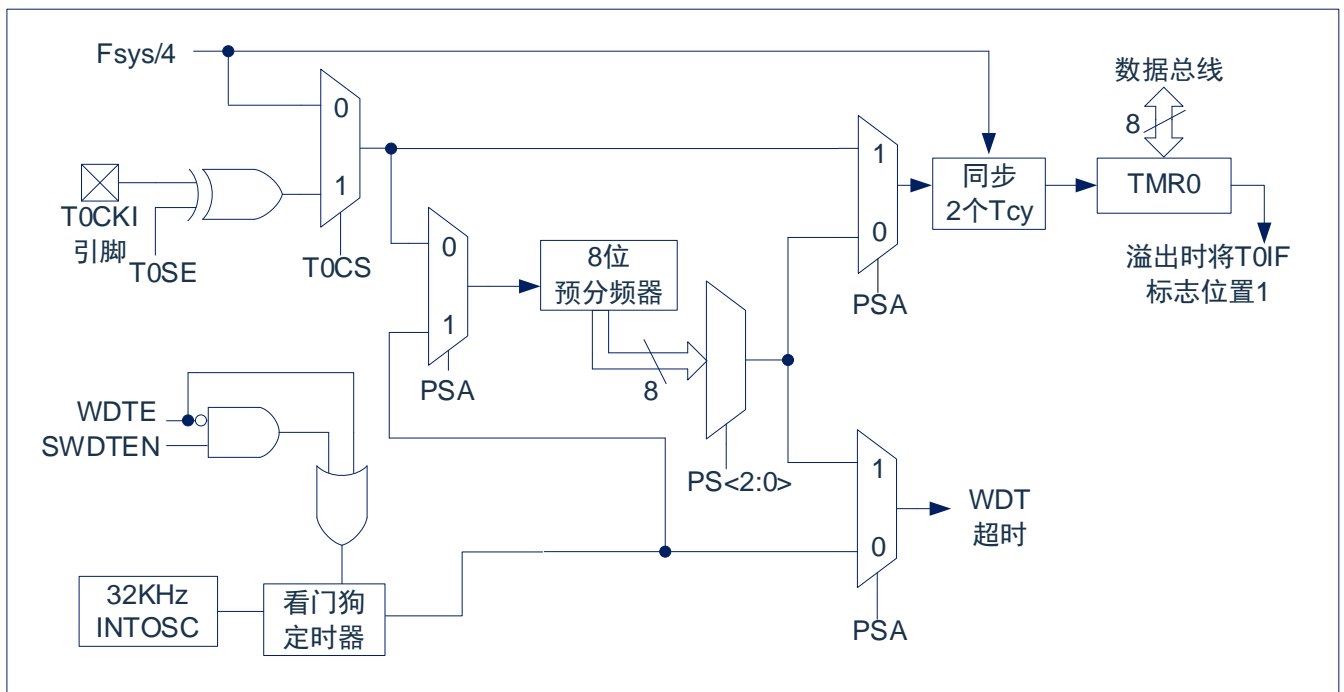 Fsys/4
数据总线
8
0
1
T0CKI
引脚
T0SE
T0CS
1
0
PSA
同步
2个Tcy
TMR0
溢出时将T0IF
标志位置1
0
1
PSA
8位
预分频器
8
PS<2:0>
WDTE
SWDTEN
1
0
PSA
WDT
超时
32KHz
INTOSC
看门狗
定时器